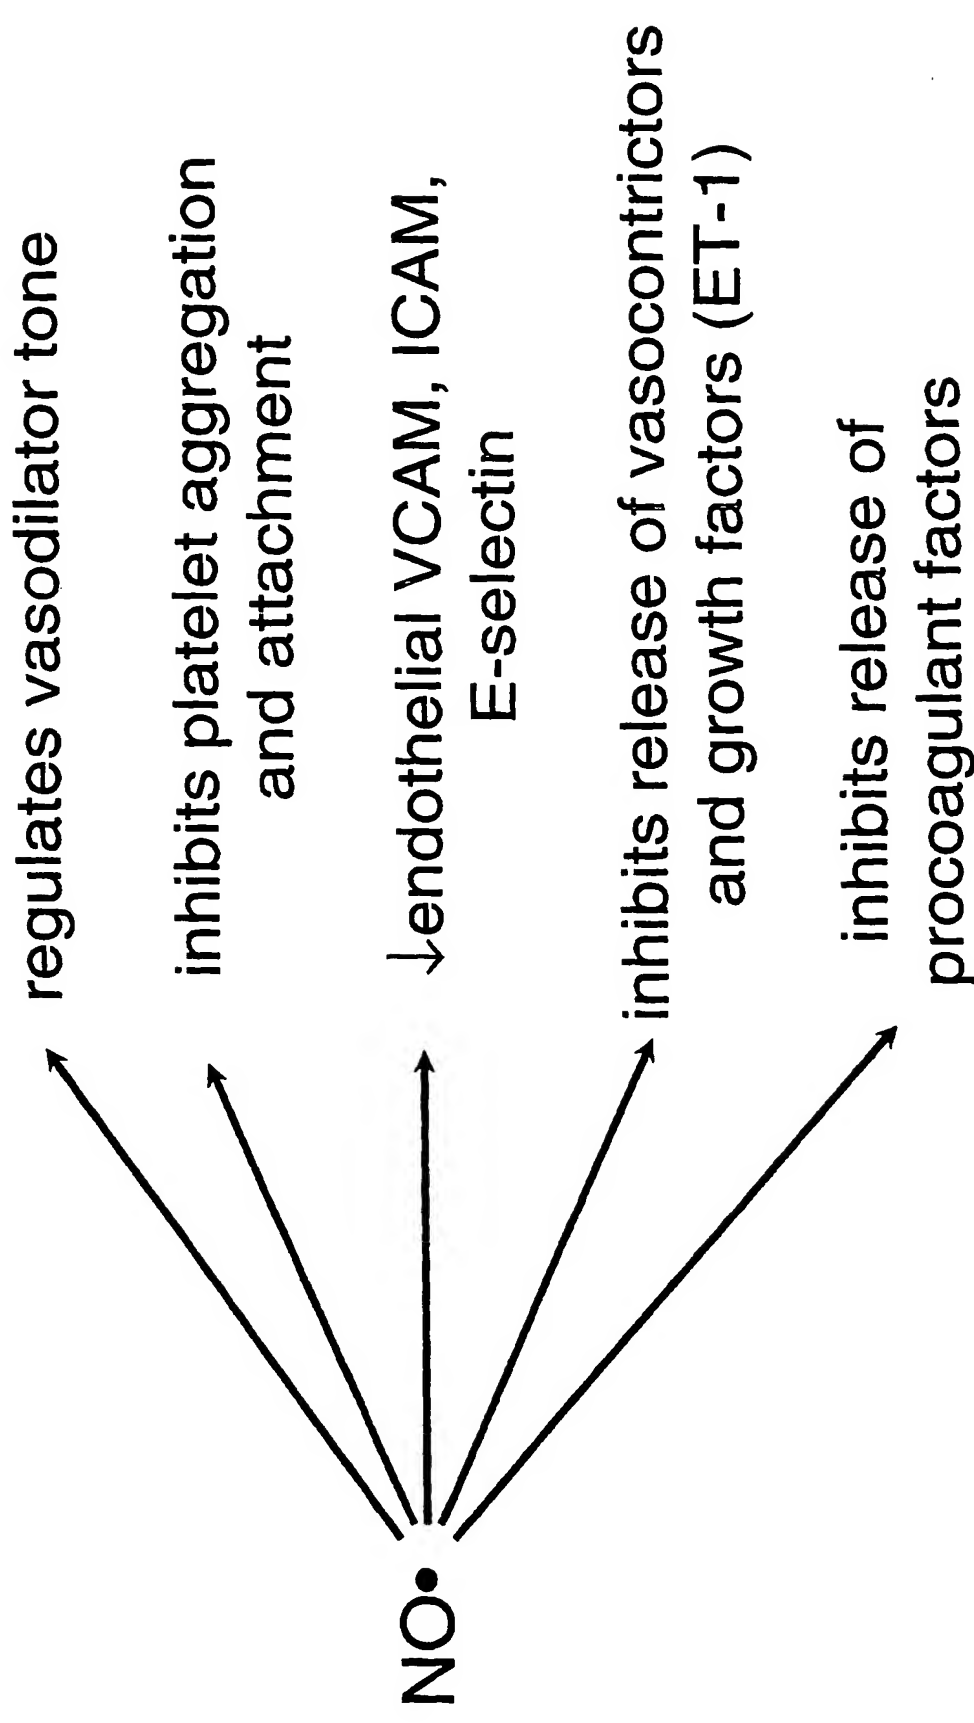 NO•
regulates vasodilator tone
inhibits platelet aggregation
and attachment
↓endothelial VCAM, ICAM,
E-selectin
inhibits release of vasocontrictors
and growth factors (ET-1)
inhibits release of
procoagulant factors